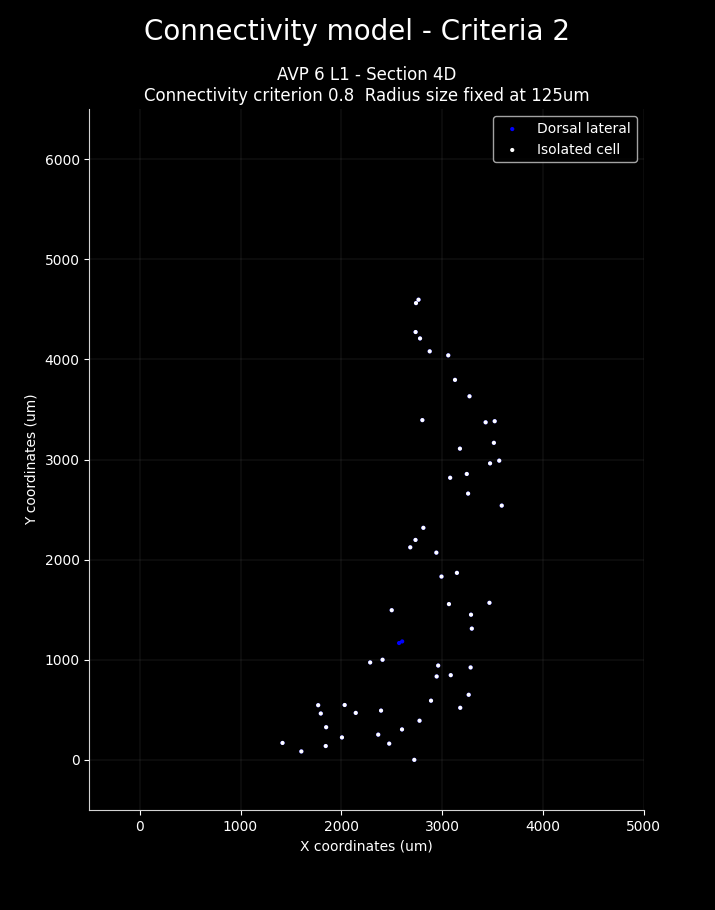 Connectivity model - Criteria 2
AVP 6 L1 - Section 4D
Connectivity criterion 0.8  Radius size fixed at 125um
Dorsal lateral
Isolated cell
6000
5000
4000
3000
2000
1000
0
Y coordinates (um)
0 1000 2000 3000 4000 5000
X coordinates (um)